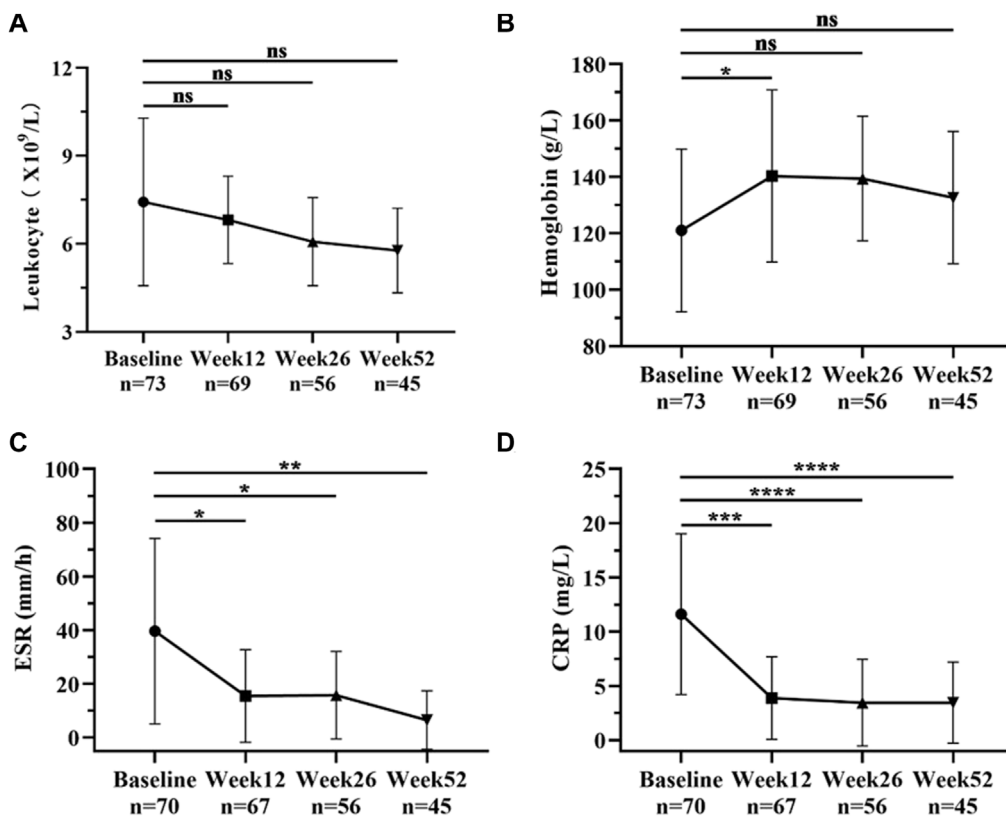 A
ns
ns
ns
12
9
6
3
Leukocyte ( X10⁹/L)
Baseline Week12 Week26 Week52
n=73 n=69 n=56 n=45
B
ns
ns
*
180
160
140
120
100
80
Hemoglobin (g/L)
Baseline Week12 Week26 Week52
n=73 n=69 n=56 n=45
C
**
*
*
100
80
60
40
20
0
ESR (mm/h)
Baseline Week12 Week26 Week52
n=70 n=67 n=56 n=45
D
****
****
***
25
20
15
10
5
0
CRP (mg/L)
Baseline Week12 Week26 Week52
n=70 n=67 n=56 n=45